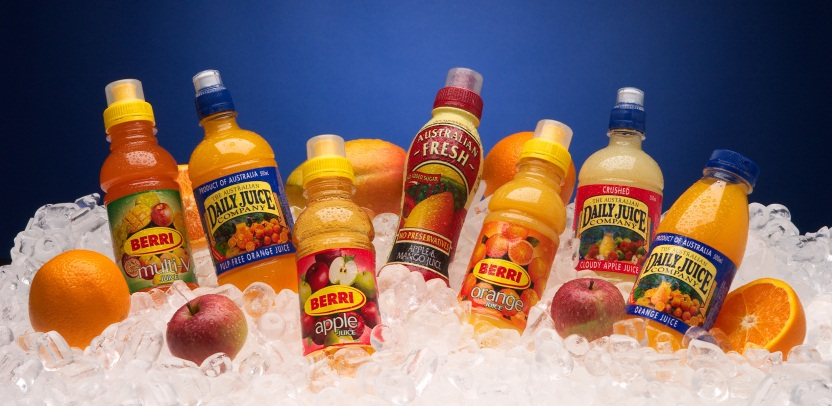 BERRI
multi-V
JUICE
PRODUCT OF AUSTRALIA 500ml
THE AUSTRALIAN
DAILY JUICE
COMPANY
PULP FREE ORANGE JUICE
BERRI
apple
JUICE
AUSTRALIAN
FRESH
NO PRESERVATIVES
APPLE &
MANGO JUICE
BERRI
orange
JUICE
CRUSHED
THE AUSTRALIAN
DAILY JUICE
COMPANY
CLOUDY APPLE JUICE
PRODUCT OF AUSTRALIA
THE AUSTRALIAN
DAILY JUICE
COMPANY
ORANGE JUICE